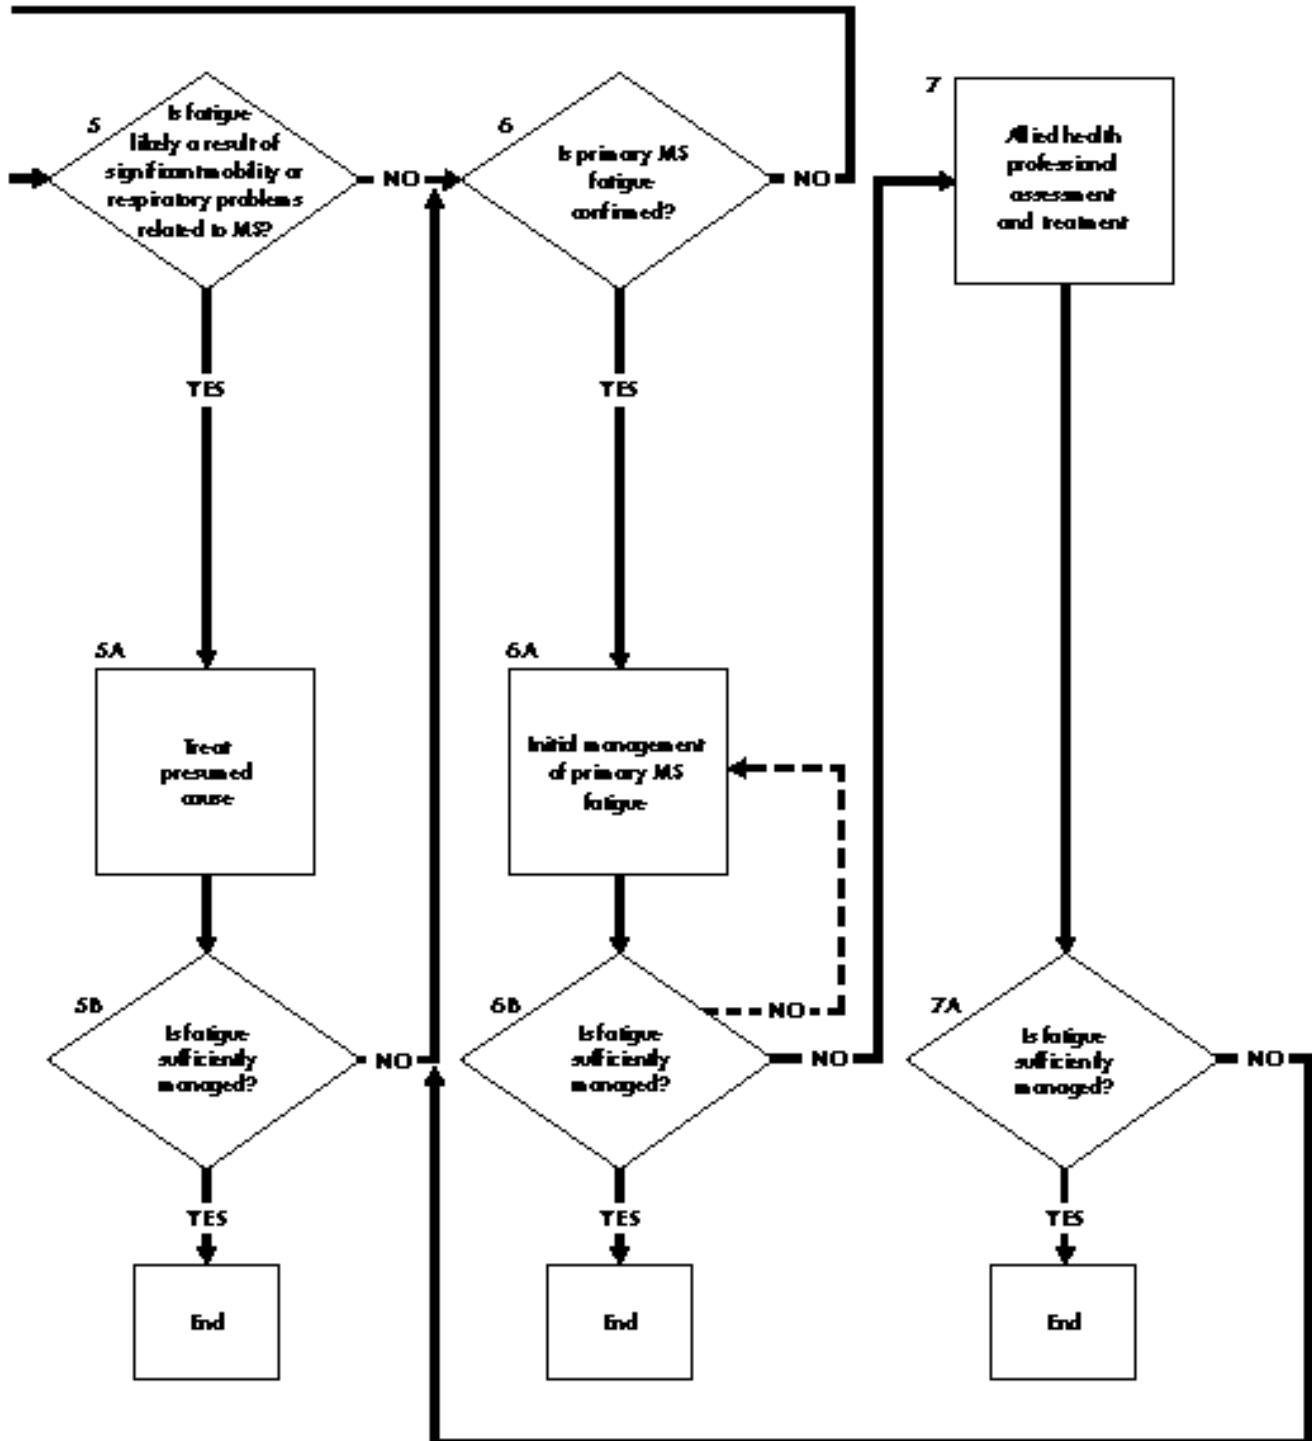 5
Is fatigue
likely a result of
significant mobility or
respiratory problems
related to MS?
NO
YES
5A
Treat
presumed
cause
5B
Is fatigue
sufficiently
managed?
NO
YES
End
6
Is primary MS
fatigue
confirmed?
NO
YES
6A
Initial management
of primary MS
fatigue
6B
Is fatigue
sufficiently
managed?
NO
NO
YES
End
7
Allied health
professional
assessment
and treatment
7A
Is fatigue
sufficiently
managed?
NO
YES
End